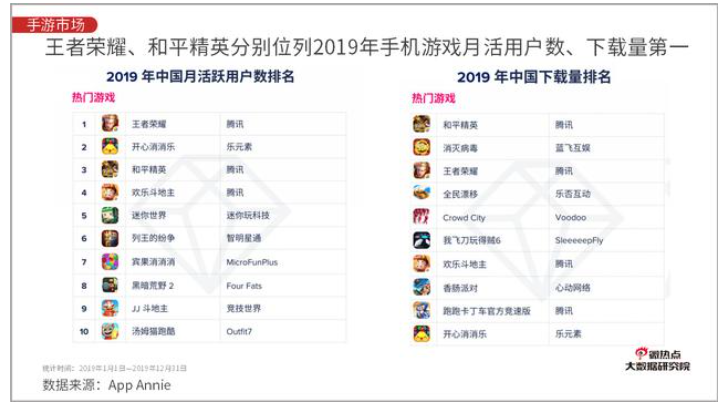 手游市场
王者荣耀、和平精英分别位列2019年手机游戏月活用户数、下载量第一
2019 年中国月活跃用户数排名
热门游戏
1 王者荣耀 腾讯
2 开心消消乐 乐元素
3 和平精英 腾讯
4 欢乐斗地主 腾讯
5 迷你世界 迷你玩科技
6 列王的纷争 智明星通
7 宾果消消消 MicroFunPlus
8 黑暗荒野 2 Four Fats
9 JJ 斗地主 竞技世界
10 汤姆猫跑酷 Outfit7
2019 年中国下载量排名
热门游戏
和平精英 腾讯
消灭病毒 蓝飞互娱
王者荣耀 腾讯
全民漂移 乐否互动
Crowd City Voodoo
我飞刀玩得贼6 SleeeeepFly
欢乐斗地主 腾讯
香肠派对 心动网络
跑跑卡丁车官方竞速版 腾讯
开心消消乐 乐元素
统计时间：2019年1月1日—2019年12月31日
数据来源：App Annie
微热点
大数据研究院